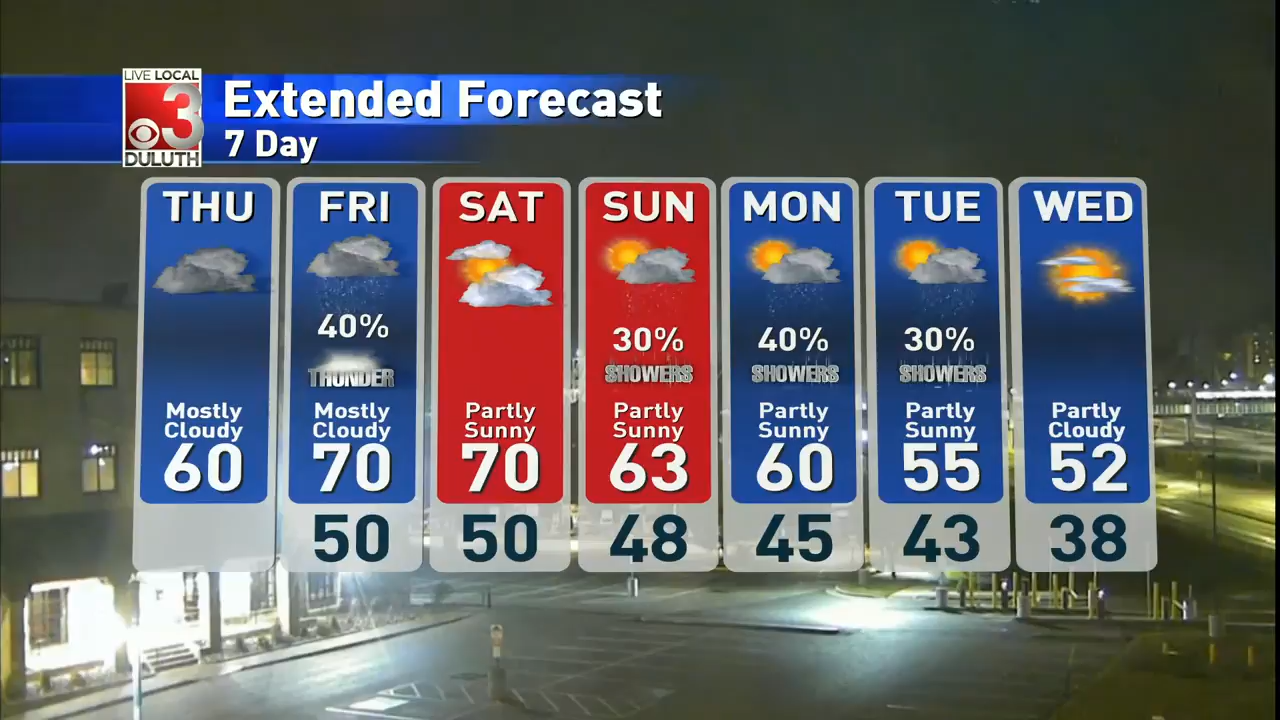 LIVE LOCAL
3
DULUTH
Extended Forecast
7 Day
THU
Mostly
Cloudy
60
FRI
40%
THUNDER
Mostly
Cloudy
70
50
SAT
Partly
Sunny
70
50
SUN
30%
SHOWERS
Partly
Sunny
63
48
MON
40%
SHOWERS
Partly
Sunny
60
45
TUE
30%
SHOWERS
Partly
Sunny
55
43
WED
Partly
Cloudy
52
38